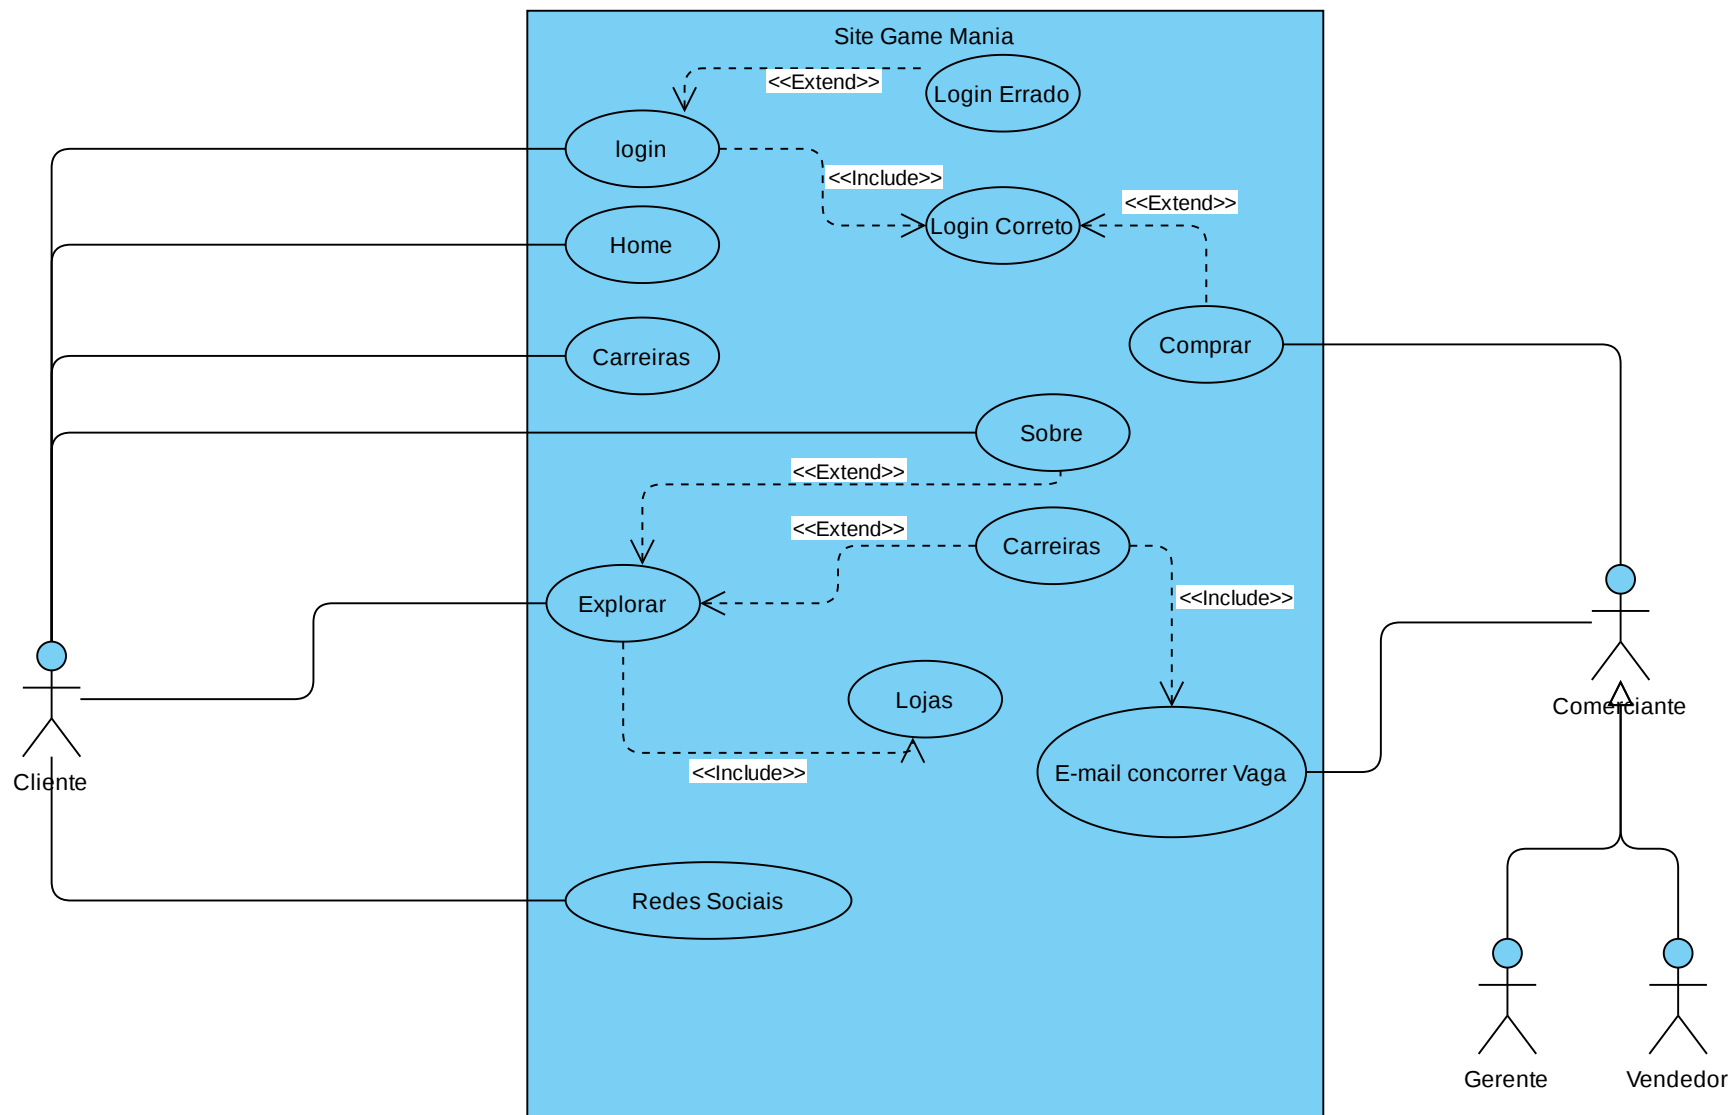 Site Game Mania
<<Extend>>
Login Errado
login
<<Include>>
<<Extend>>
Login Correto
Home
Comprar
Carreiras
Sobre
<<Extend>>
<<Extend>>
Carreiras
<<Include>>
Explorar
Lojas
Comerciante
<<Include>>
E-mail concorrer Vaga
Cliente
Redes Sociais
Gerente
Vendedor